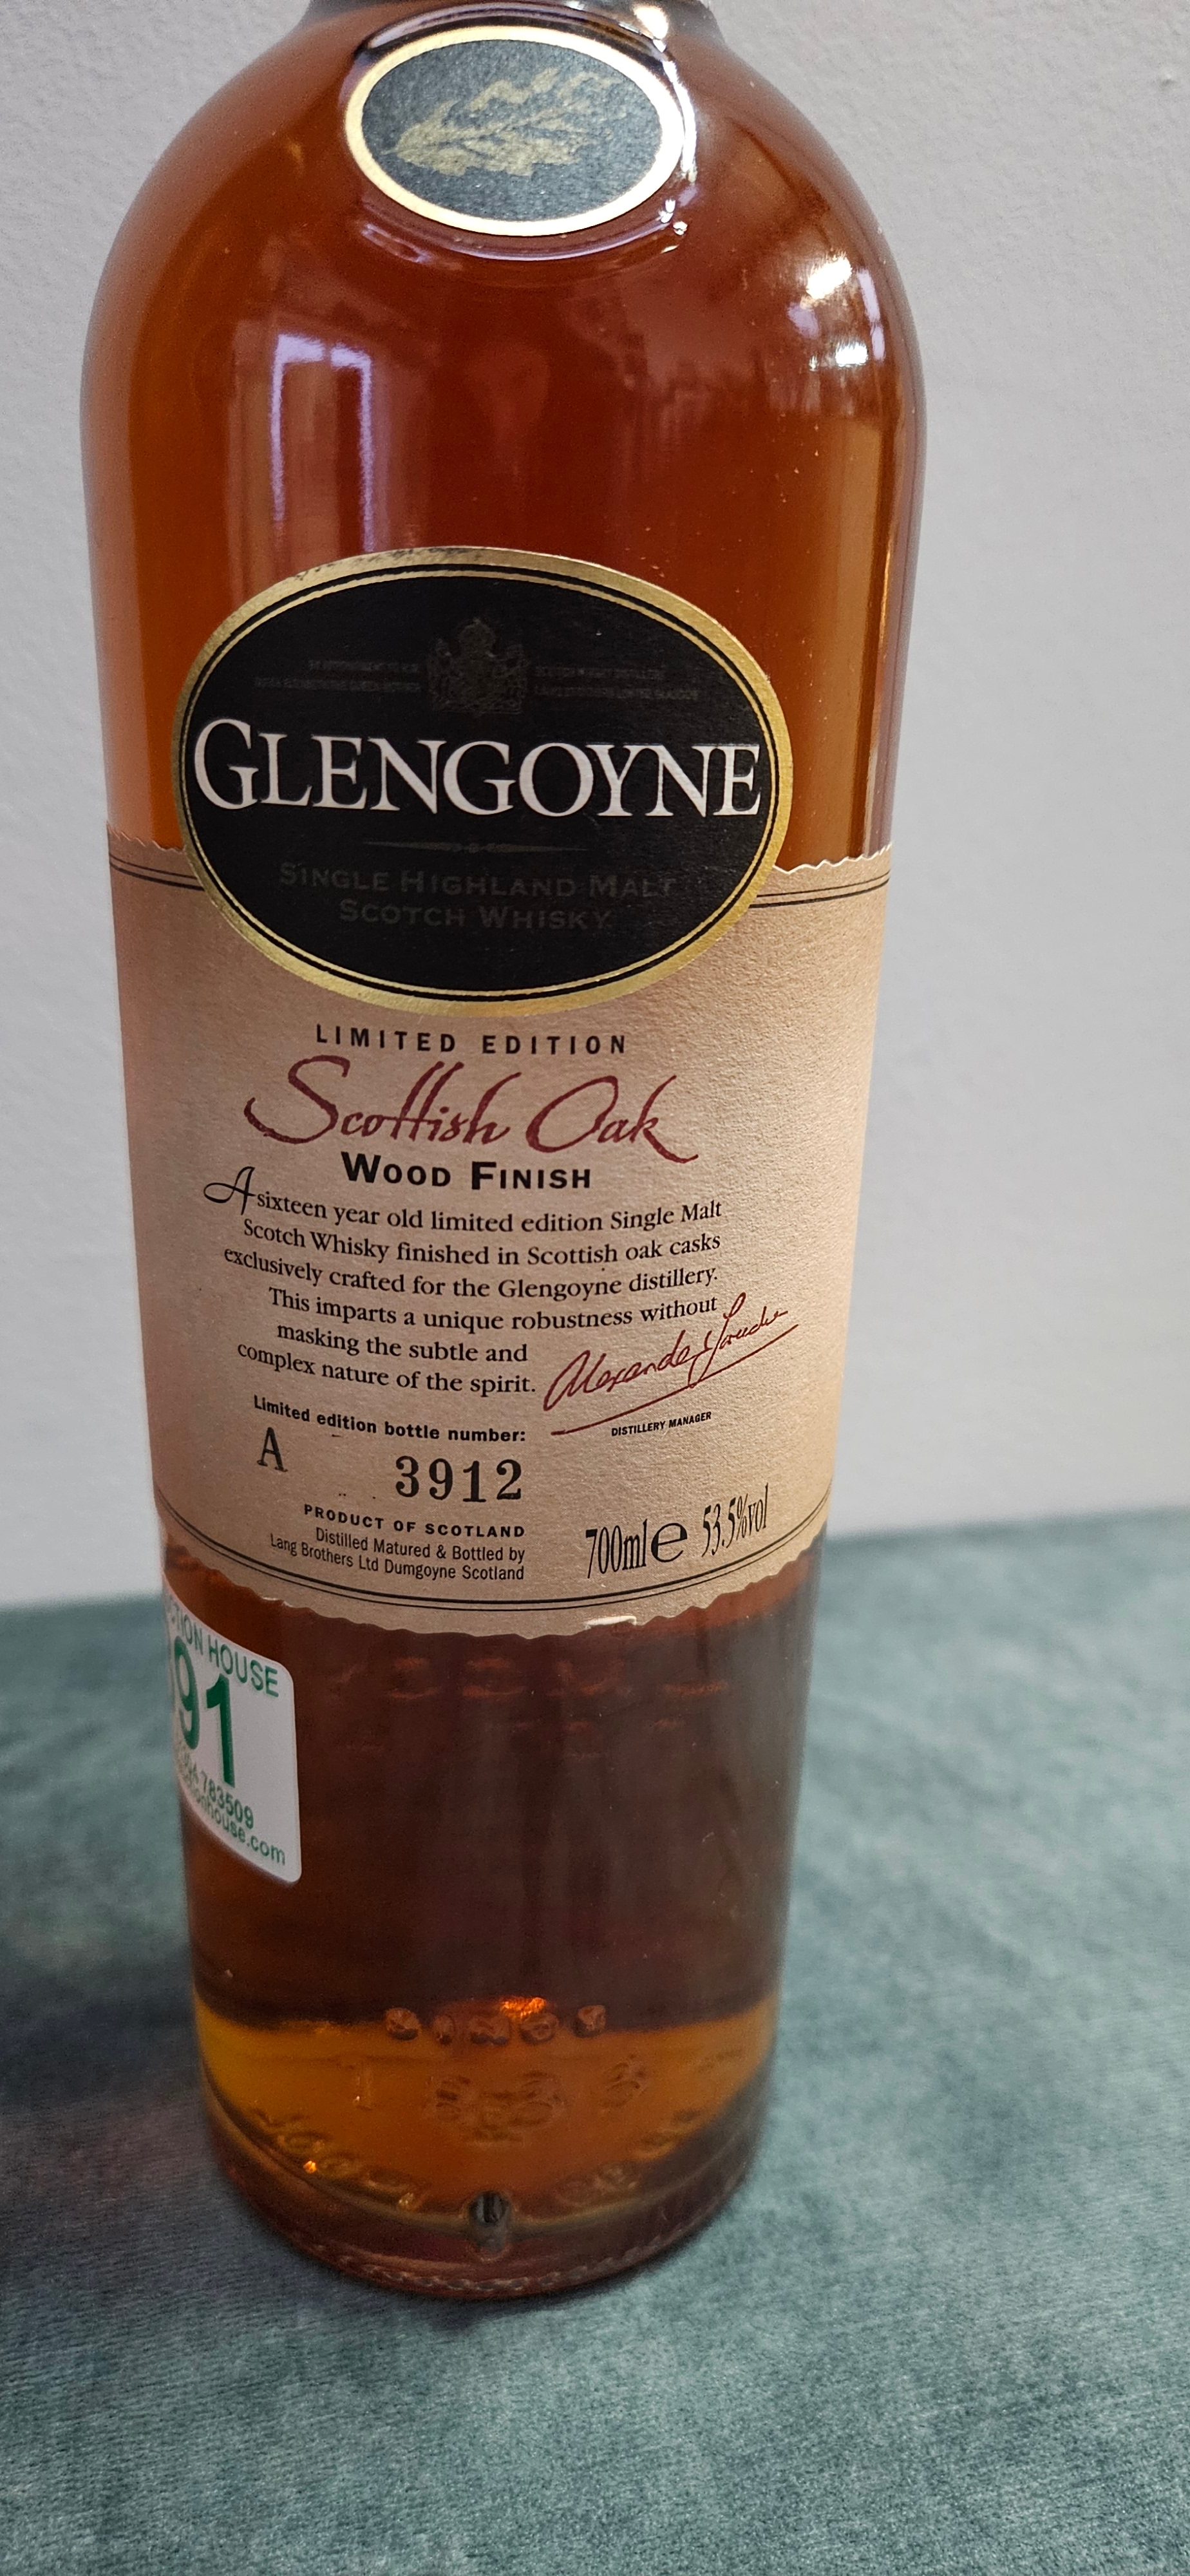 GLENGOYNE
SINGLE HIGHLAND MALT
SCOTCH WHISKY
LIMITED EDITION
Scottish Oak
WOOD FINISH
A sixteen year old limited edition Single Malt
Scotch Whisky finished in Scottish oak casks
exclusively crafted for the Glengoyne distillery.
This imparts a unique robustness without
masking the subtle and
complex nature of the spirit.
DISTILLERY MANAGER
Limited edition bottle number:
A 3912
PRODUCT OF SCOTLAND
Distilled Matured & Bottled by
Lang Brothers Ltd Dumgoyne Scotland
700ml e 53.5%vol
HOUSE
91
783509
house.com